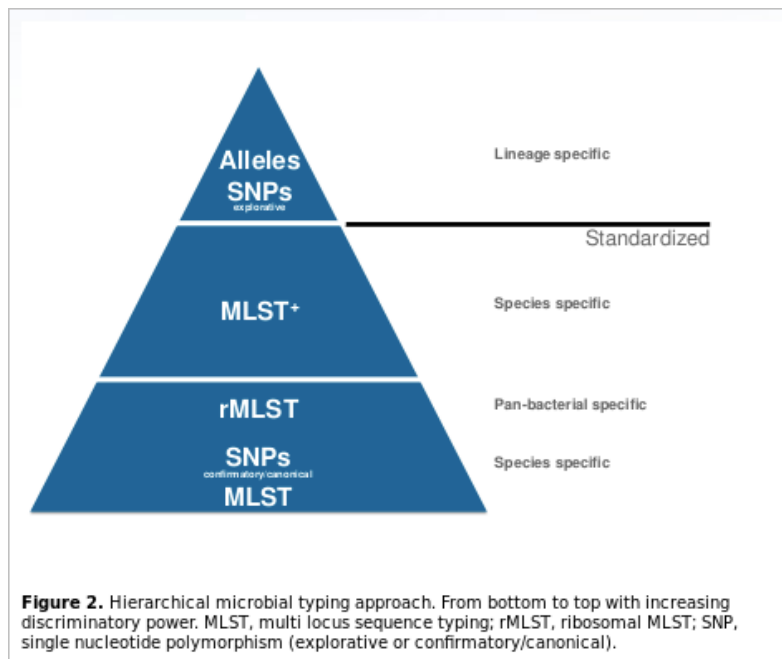 Alleles
Lineage specific
SNPs
explorative
Standardized
MLST+
Species specific
rMLST
Pan-bacterial specific
SNPs
Species specific
confirmatory/canonical
MLST
Figure 2. Hierarchical microbial typing approach. From bottom to top with increasing
discriminatory power. MLST, multi locus sequence typing; rMLST, ribosomal MLST; SNP,
single nucleotide polymorphism (explorative or confirmatory/canonical).